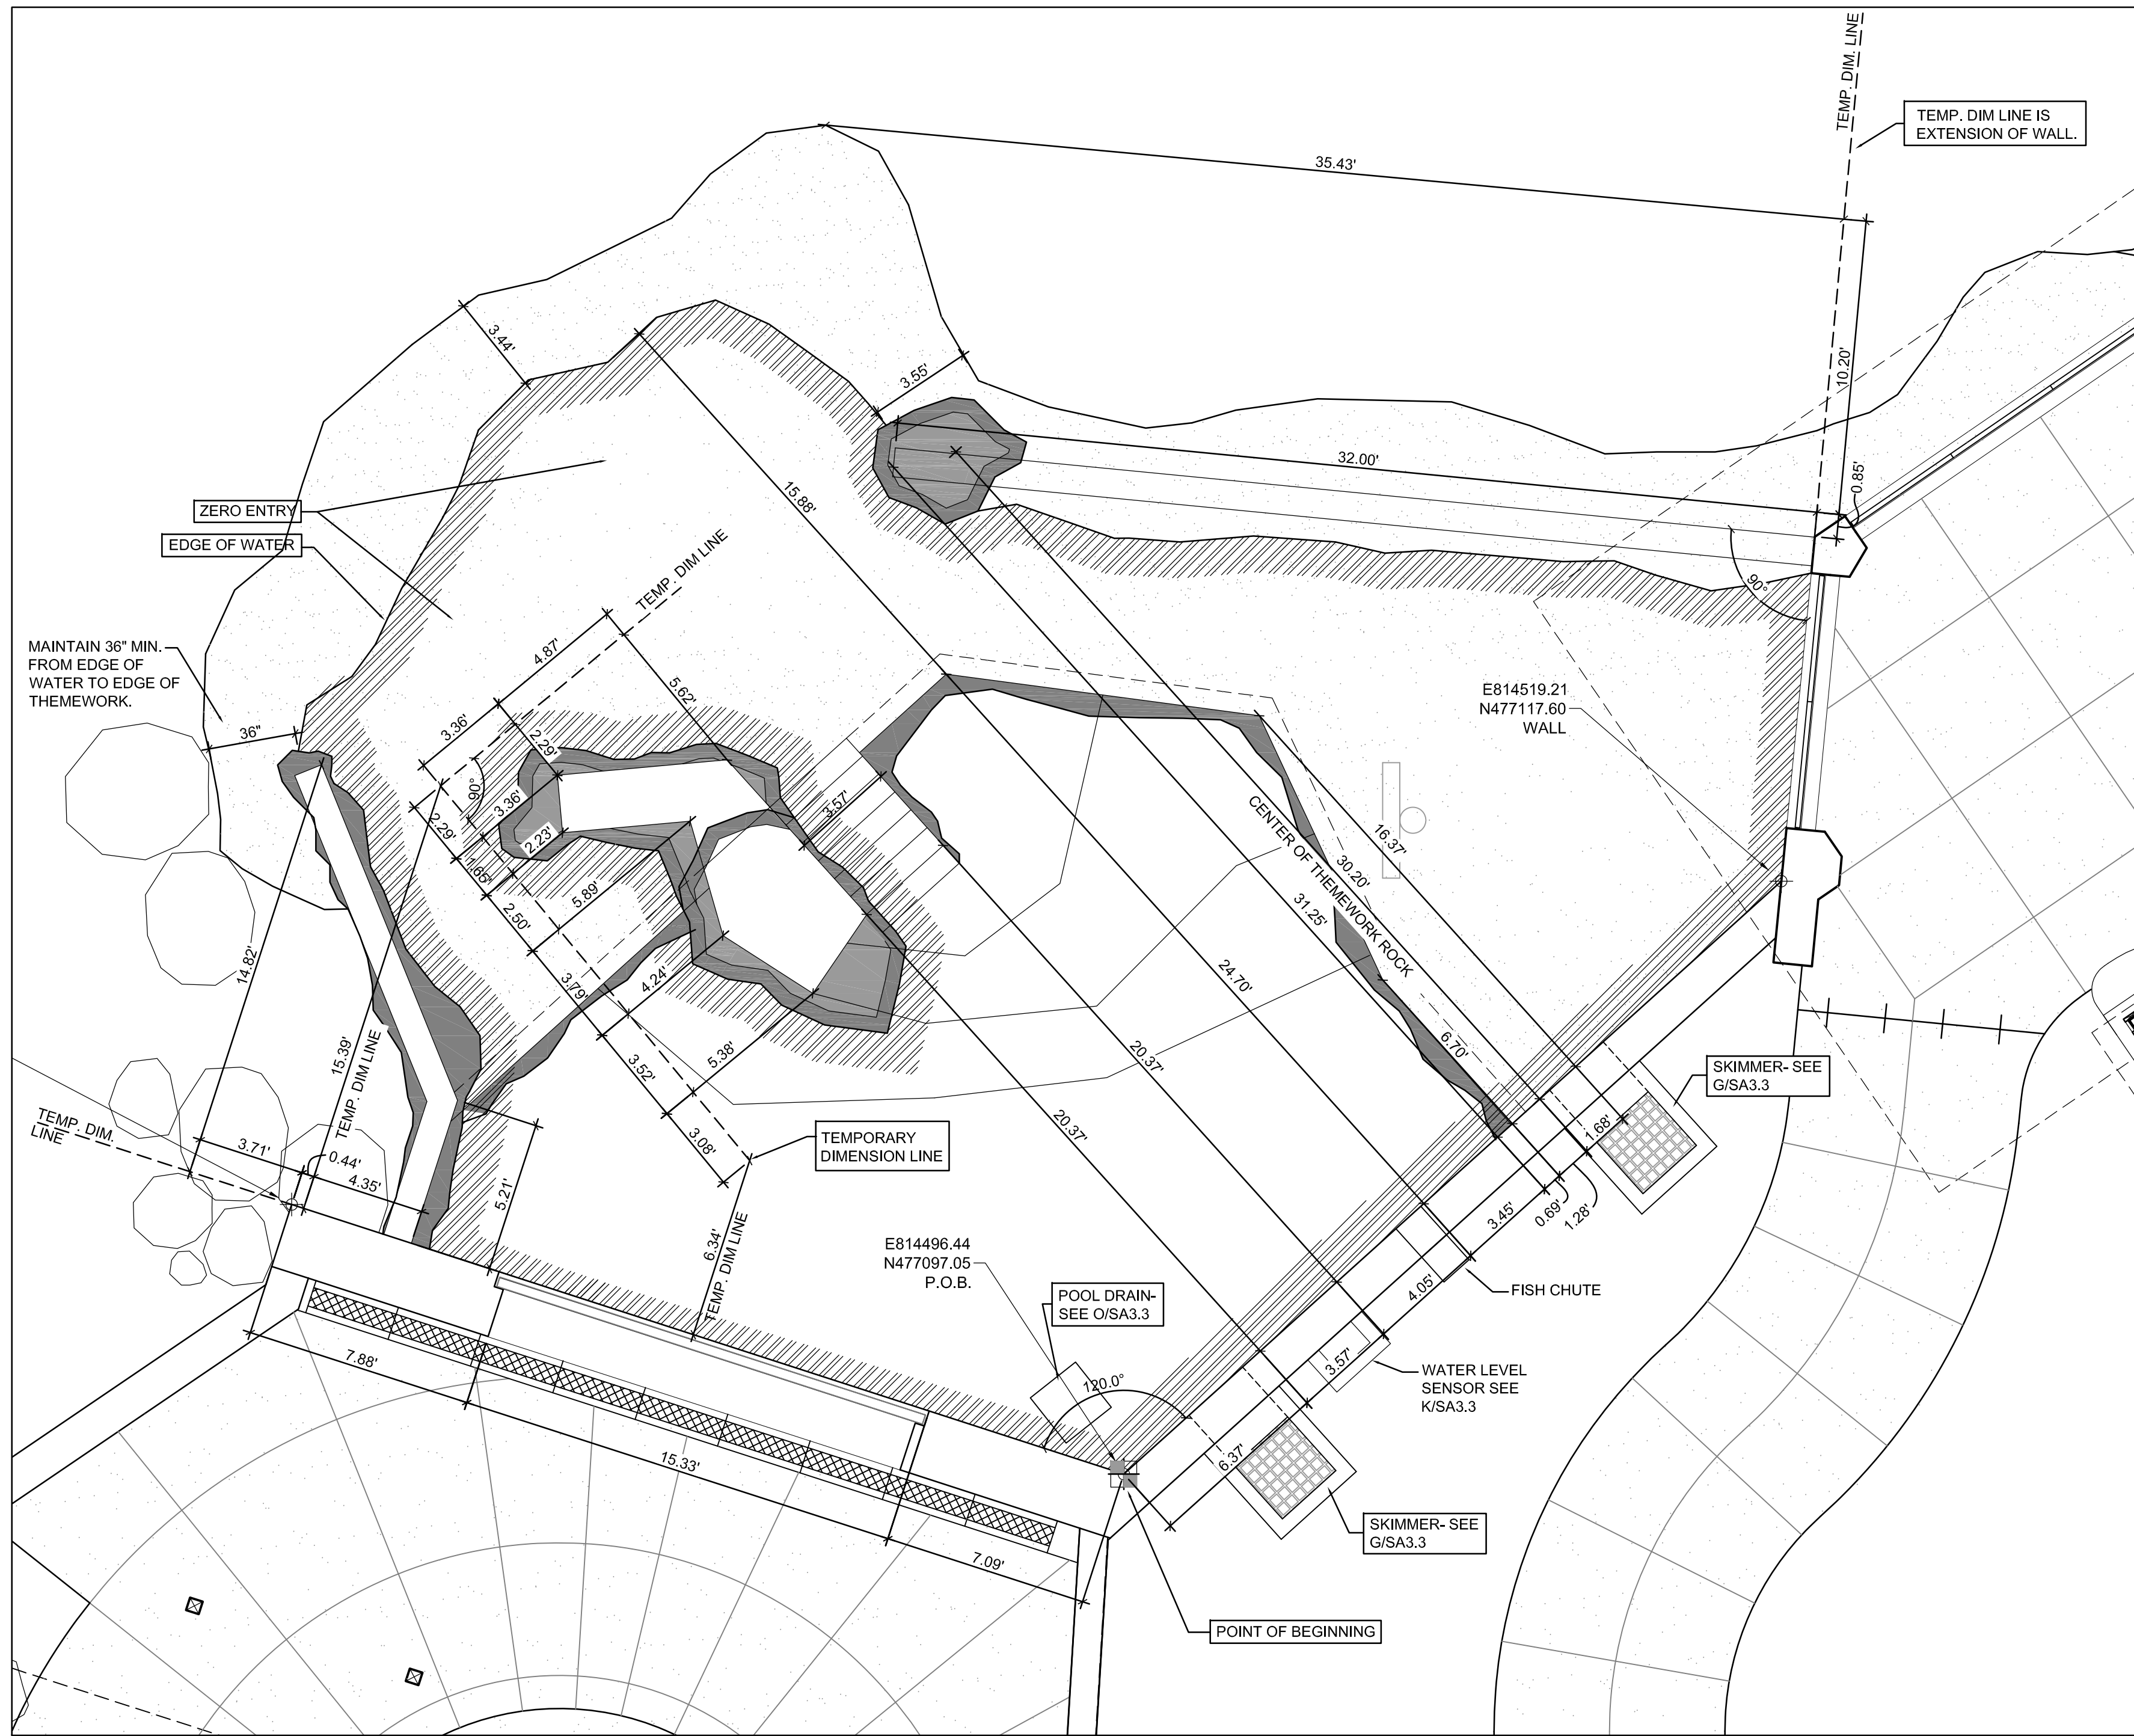 TEMP. DIM. LINE
TEMP. DIM LINE IS
EXTENSION OF WALL.
35.43'
10.20'
0.85'
3.44'
3.55'
32.00'
90°
ZERO ENTRY
EDGE OF WATER
15.88'
TEMP. DIM LINE
MAINTAIN 36" MIN.
FROM EDGE OF
WATER TO EDGE OF
THEMEWORK.
36"
4.87'
5.62'
3.36'
2.29'
90°
3.36'
2.29'
2.23'
1.65'
3.57'
5.89'
2.50'
4.24'
3.79'
5.38'
3.52'
3.08'
E814519.21
N477117.60
WALL
CENTER OF THEMEWORK ROCK
16.37'
30.20'
31.25'
24.70'
20.37'
20.37'
6.70'
14.82'
15.39'
TEMP. DIM LINE
TEMP. DIM.
LINE
3.71'
0.44'
4.35'
5.21'
TEMPORARY
DIMENSION LINE
6.34'
TEMP. DIM LINE
E814496.44
N477097.05
P.O.B.
POOL DRAIN-
SEE O/SA3.3
120.0°
SKIMMER- SEE
G/SA3.3
1.68'
1.28'
0.69'
3.45'
4.05'
FISH CHUTE
3.57'
WATER LEVEL
SENSOR SEE
K/SA3.3
6.37'
SKIMMER- SEE
G/SA3.3
7.88'
15.33'
7.09'
POINT OF BEGINNING